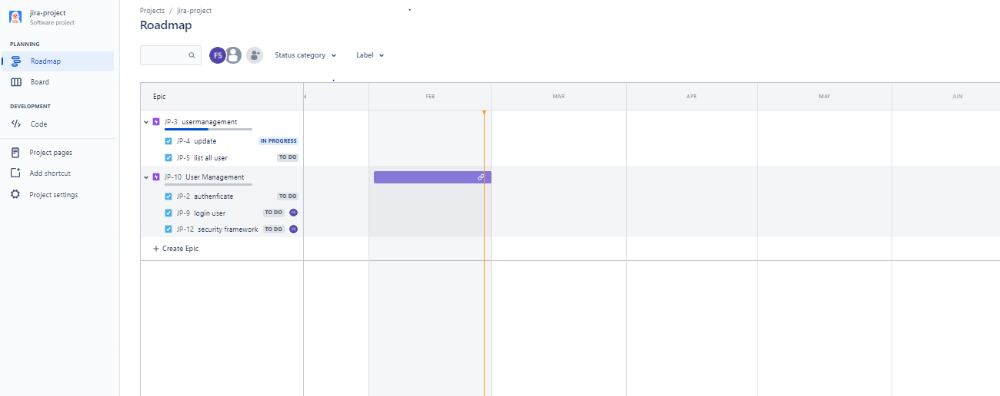 jira-project
Software project
PLANNING
Roadmap
Board
DEVELOPMENT
Code
Project pages
Add shortcut
Project settings
Projects / jira-project
Roadmap
FS
Status category
Label
Epic
N FEB MAR APR MAY JUN
JP-3 usermanagement
JP-4 update IN PROGRESS
JP-5 list all user TO DO
JP-10 User Management
JP-2 authenficate TO DO
JP-9 login user TO DO FS
JP-12 security framework TO DO FS
+ Create Epic